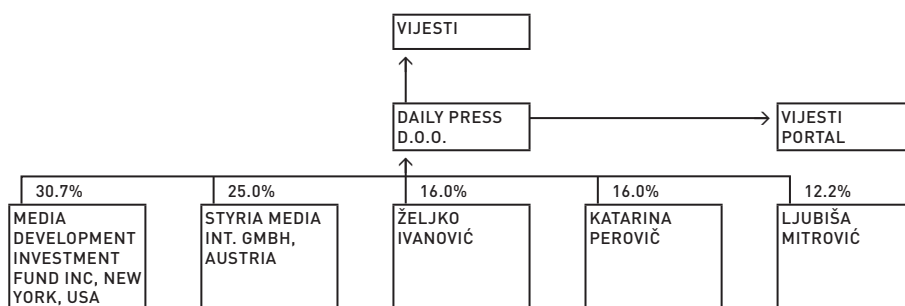 VIJESTI
DAILY PRESS
D.O.O.
VIJESTI
PORTAL
30.7%
25.0%
16.0%
16.0%
12.2%
MEDIA
DEVELOPMENT
INVESTMENT
FUND INC, NEW
YORK, USA
STYRIA MEDIA
INT. GMBH,
AUSTRIA
ŽELJKO
IVANOVIĆ
KATARINA
PEROVIČ
LJUBIŠA
MITROVIĆ